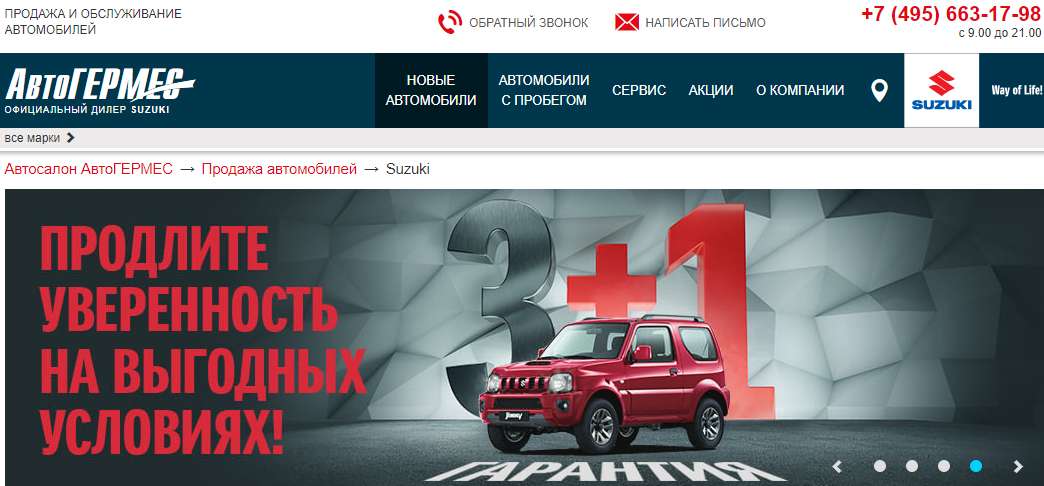 ПРОДАЖА И ОБСЛУЖИВАНИЕ
АВТОМОБИЛЕЙ
ОБРАТНЫЙ ЗВОНОК
НАПИСАТЬ ПИСЬМО
+7 (495) 663-17-98
с 9.00 до 21.00
АвтоГЕРМЕС
ОФИЦИАЛЬНЫЙ ДИЛЕР SUZUKI
НОВЫЕ
АВТОМОБИЛИ
АВТОМОБИЛИ
С ПРОБЕГОМ
СЕРВИС
АКЦИИ
О КОМПАНИИ
SUZUKI
Way of Life!
все марки
Автосалон АвтоГЕРМЕС → Продажа автомобилей → Suzuki
ПРОДЛИТЕ
УВЕРЕННОСТЬ
НА ВЫГОДНЫХ
УСЛОВИЯХ!
3+1
Jimny
ГАРАНТИЯ